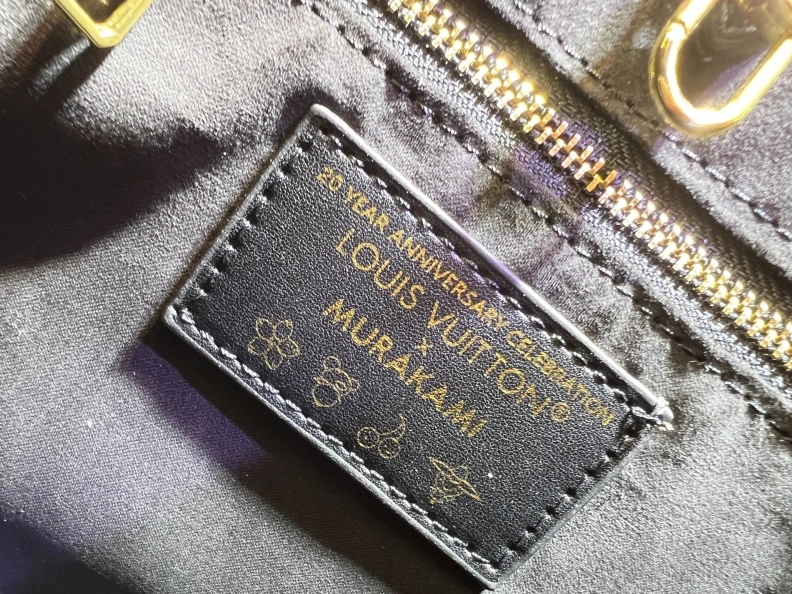 20 YEAR ANNIVERSARY CELEBRATION
LOUIS VUITTON®
×
MURAKAMI